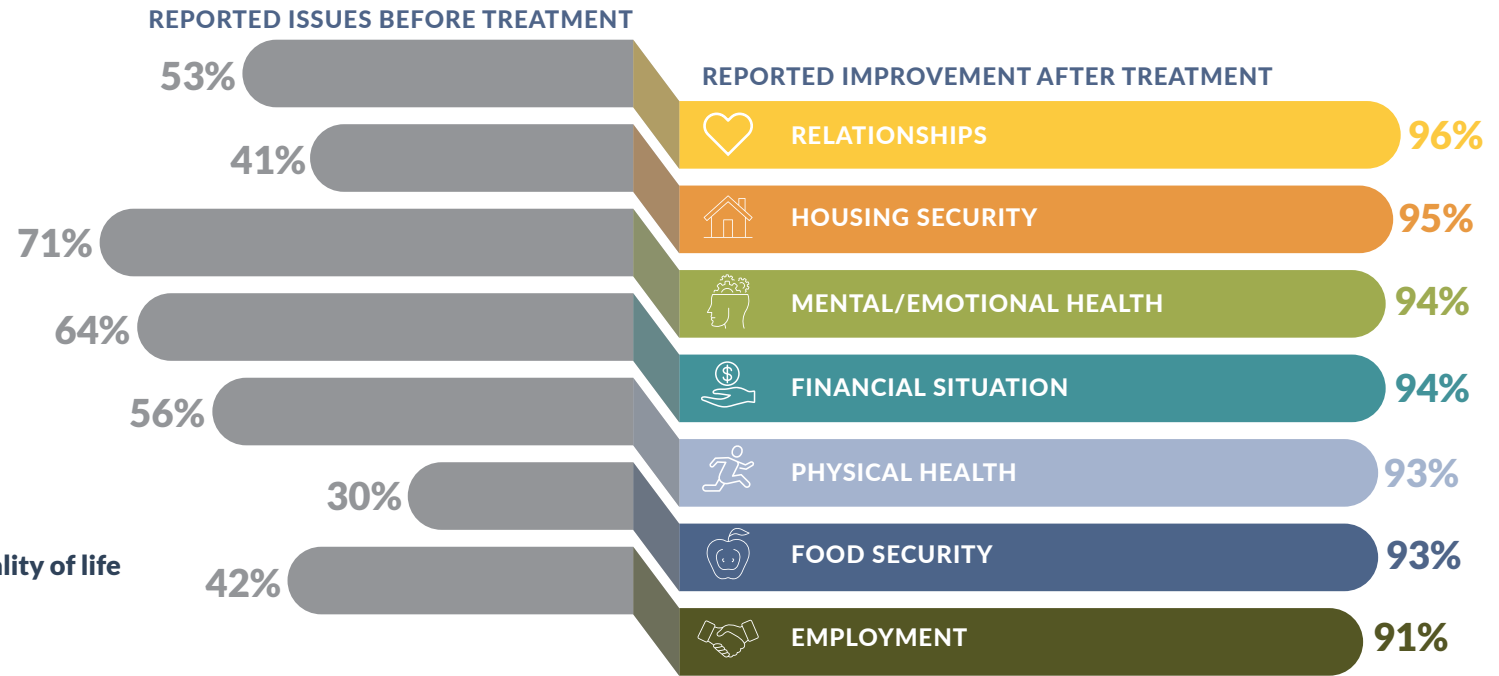 REPORTED ISSUES BEFORE TREATMENT
53%
41%
71%
64%
56%
30%
42%
of life
REPORTED IMPROVEMENT AFTER TREATMENT
RELATIONSHIPS 96%
HOUSING SECURITY 95%
MENTAL/EMOTIONAL HEALTH 94%
FINANCIAL SITUATION 94%
PHYSICAL HEALTH 93%
FOOD SECURITY 93%
EMPLOYMENT 91%